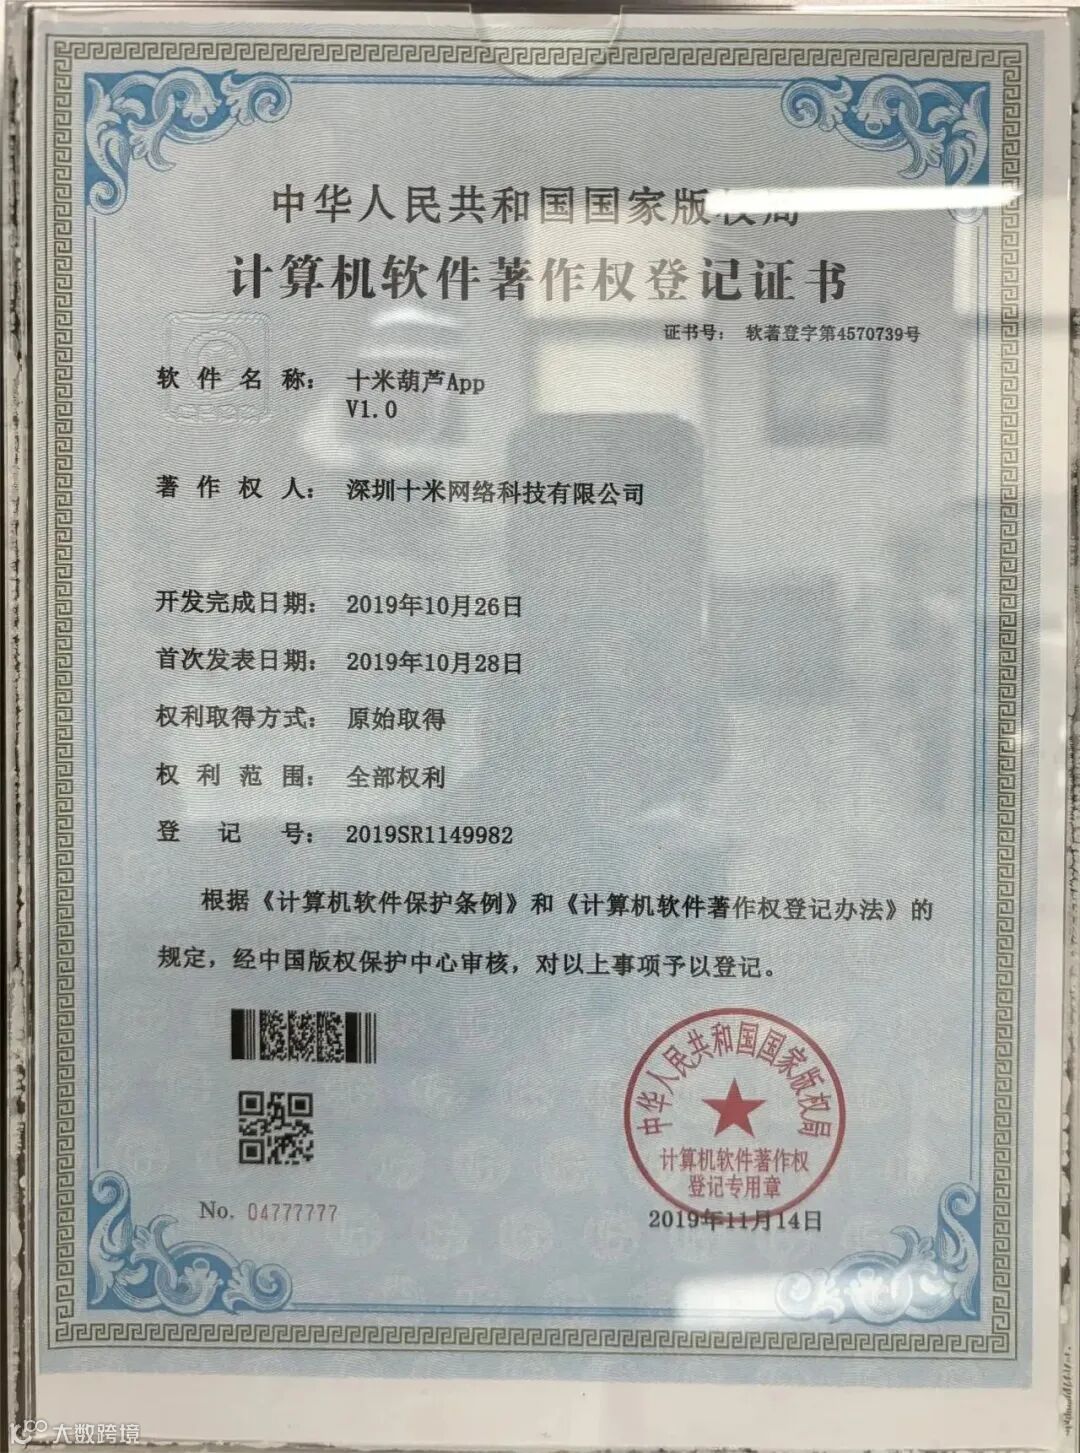 中华人民共和国国家版权局
计算机软件著作权登记证书
证书号： 软著登字第4570739号
软件名称： 十米葫芦App
V1.0
著作权人： 深圳十米网络科技有限公司
开发完成日期： 2019年10月26日
首次发表日期： 2019年10月28日
权利取得方式： 原始取得
权利范围： 全部权利
登记号： 2019SR1149982
根据《计算机软件保护条例》和《计算机软件著作权登记办法》的
规定，经中国版权保护中心审核，对以上事项予以登记。
中华人民共和国国家版权局
计算机软件著作权
登记专用章
No. 04777777
2019年11月14日
大数跨境